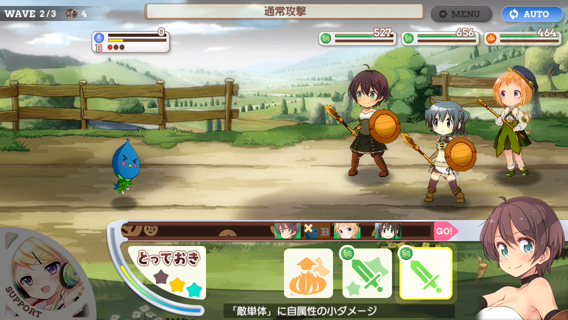 WAVE 2/3 4
通常攻撃
MENU
AUTO
0
B
527
656
464
B
GO!
とっておき
SUPPORT
「敵単体」に自属性の小ダメージ